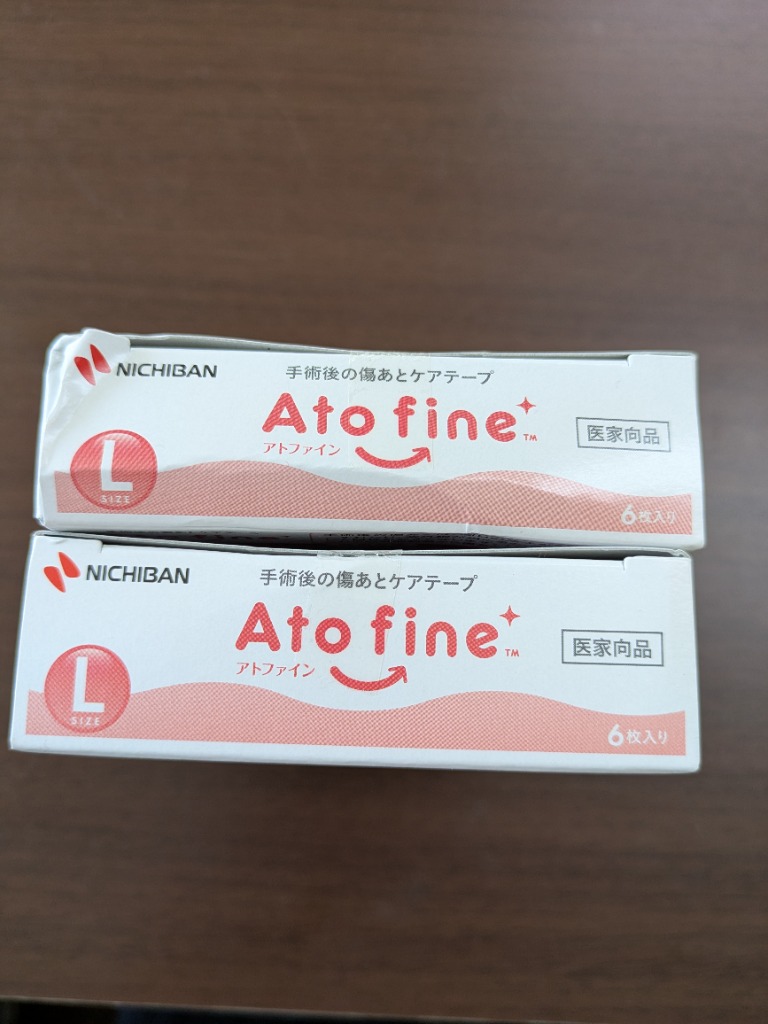 NICHIBAN
手術後の傷あとケアテープ
Ato fine™
アトファイン
医家向品
L
SIZE
6枚入り
NICHIBAN
手術後の傷あとケアテープ
Ato fine™
アトファイン
医家向品
L
SIZE
6枚入り